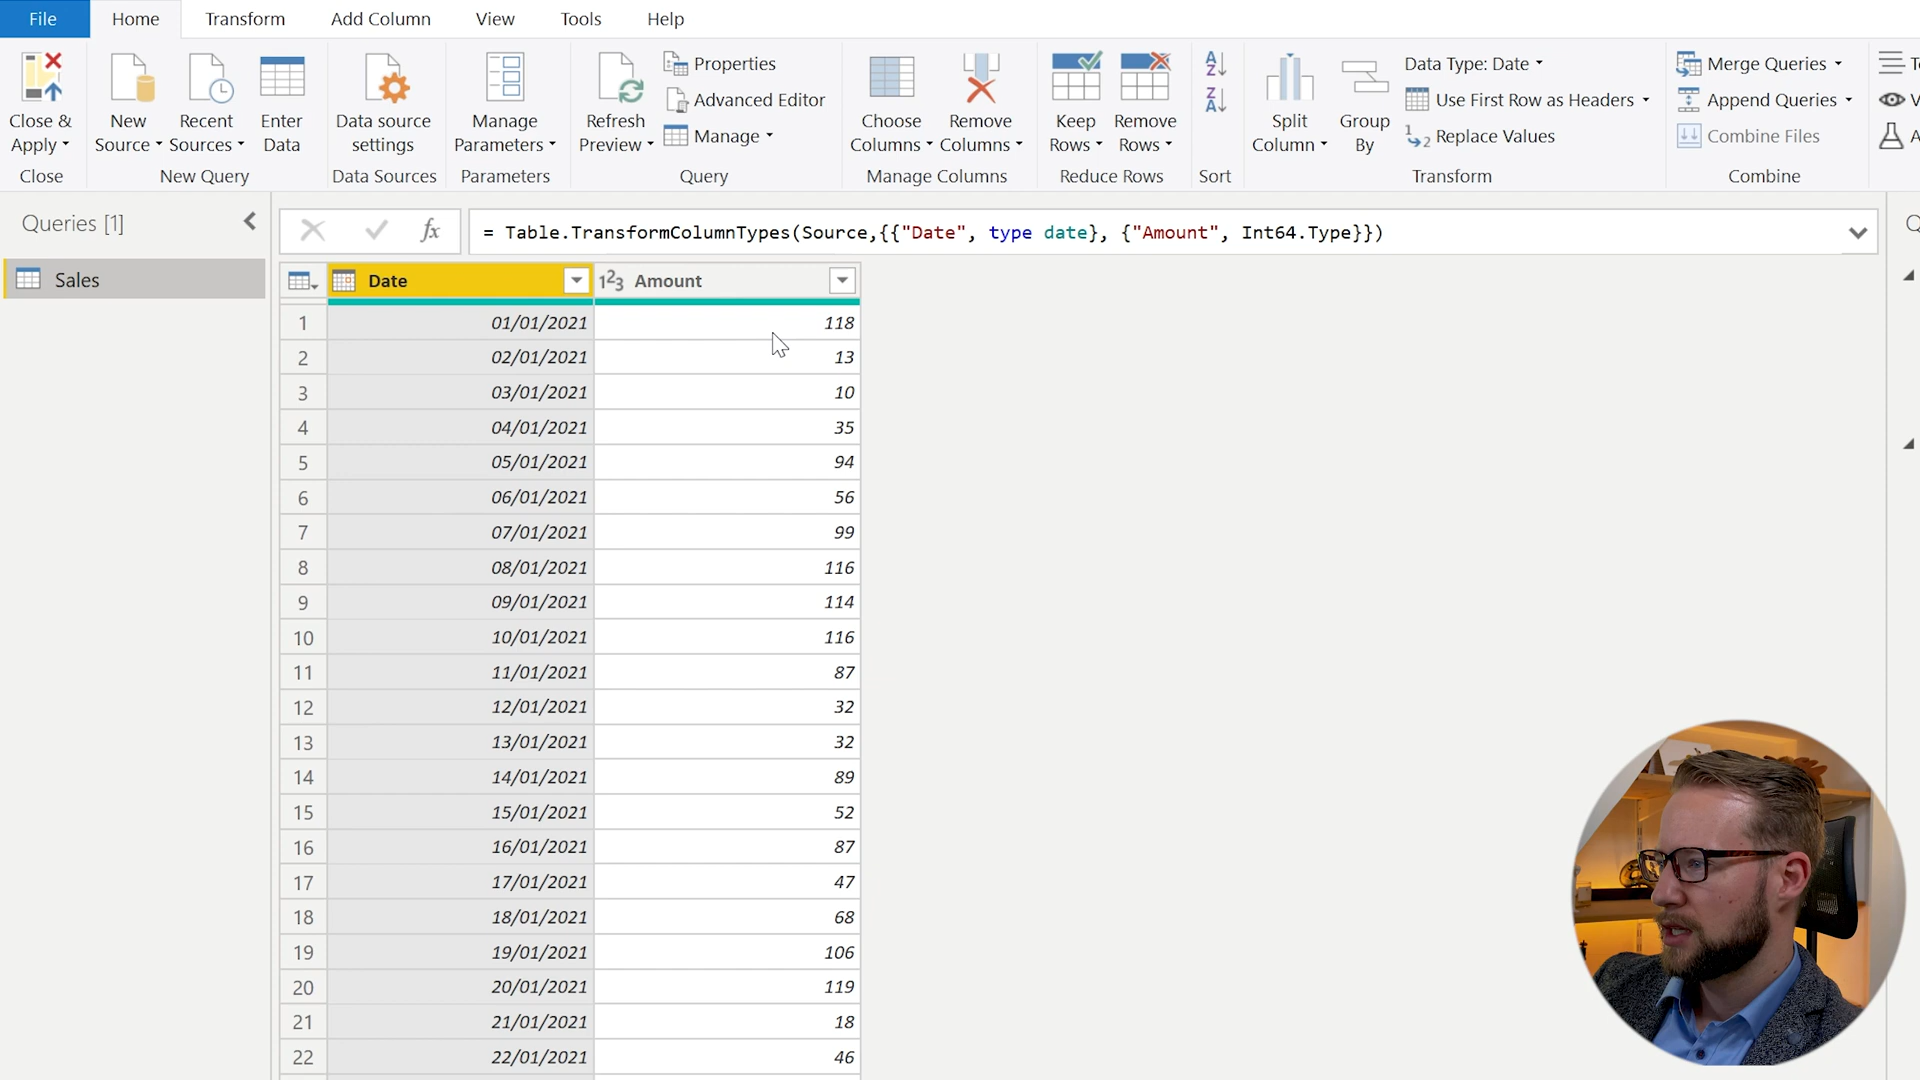 File Home Transform Add Column View Tools Help
Close & Apply
Close
New Source
Recent Sources
Enter Data
New Query
Data source settings
Data Sources
Manage Parameters
Parameters
Refresh Preview
Properties
Advanced Editor
Manage
Query
Choose Columns
Remove Columns
Manage Columns
Keep Rows
Remove Rows
Reduce Rows
A
Z
Z
A
Sort
Split Column
Group By
Data Type: Date
Use First Row as Headers
1
2 Replace Values
Transform
Merge Queries
Append Queries
Combine Files
Combine
Queries [1]
Sales
fx = Table.TransformColumnTypes(Source,{{"Date", type date}, {"Amount", Int64.Type}})
Date 123 Amount
1 01/01/2021 118
2 02/01/2021 13
3 03/01/2021 10
4 04/01/2021 35
5 05/01/2021 94
6 06/01/2021 56
7 07/01/2021 99
8 08/01/2021 116
9 09/01/2021 114
10 10/01/2021 116
11 11/01/2021 87
12 12/01/2021 32
13 13/01/2021 32
14 14/01/2021 89
15 15/01/2021 52
16 16/01/2021 87
17 17/01/2021 47
18 18/01/2021 68
19 19/01/2021 106
20 20/01/2021 119
21 21/01/2021 18
22 22/01/2021 46